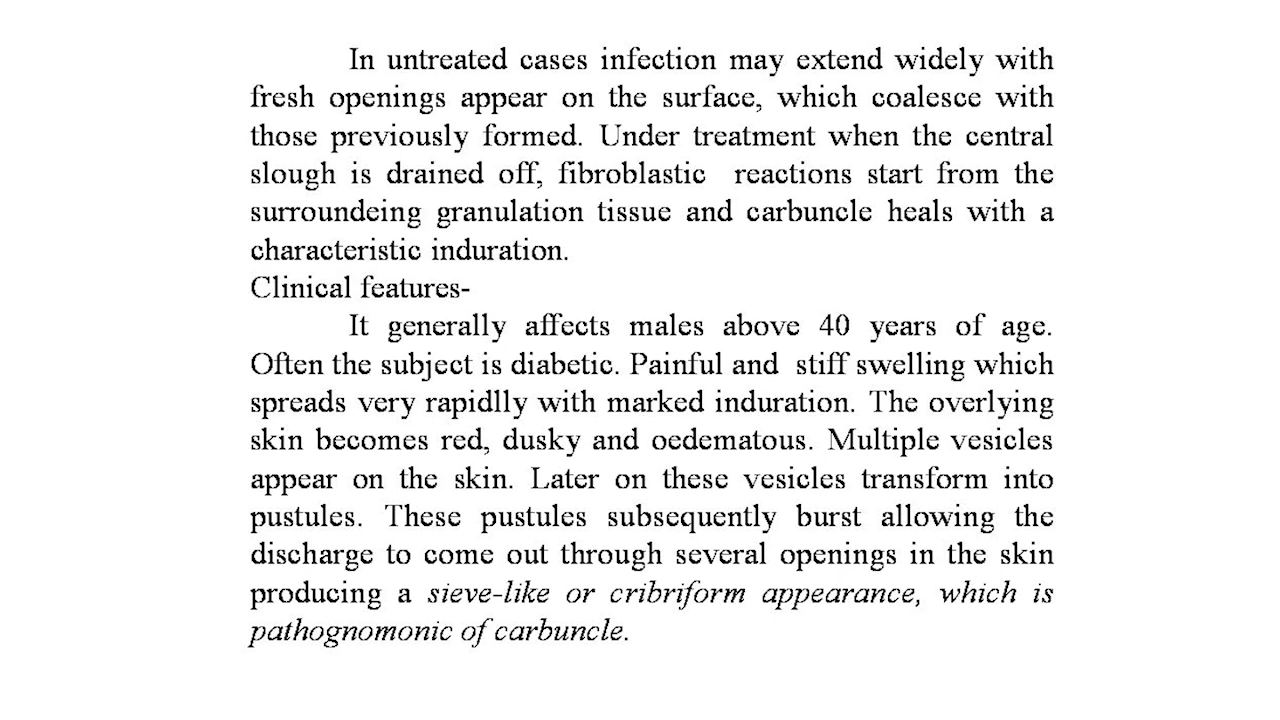 In untreated cases infection may extend widely with
fresh openings appear on the surface, which coalesce with
those previously formed. Under treatment when the central
slough is drained off, fibroblastic reactions start from the
surroundeing granulation tissue and carbuncle heals with a
characteristic induration.
Clinical features-
It generally affects males above 40 years of age.
Often the subject is diabetic. Painful and stiff swelling which
spreads very rapidlly with marked induration. The overlying
skin becomes red, dusky and oedematous. Multiple vesicles
appear on the skin. Later on these vesicles transform into
pustules. These pustules subsequently burst allowing the
discharge to come out through several openings in the skin
producing a sieve-like or cribriform appearance, which is
pathognomonic of carbuncle.